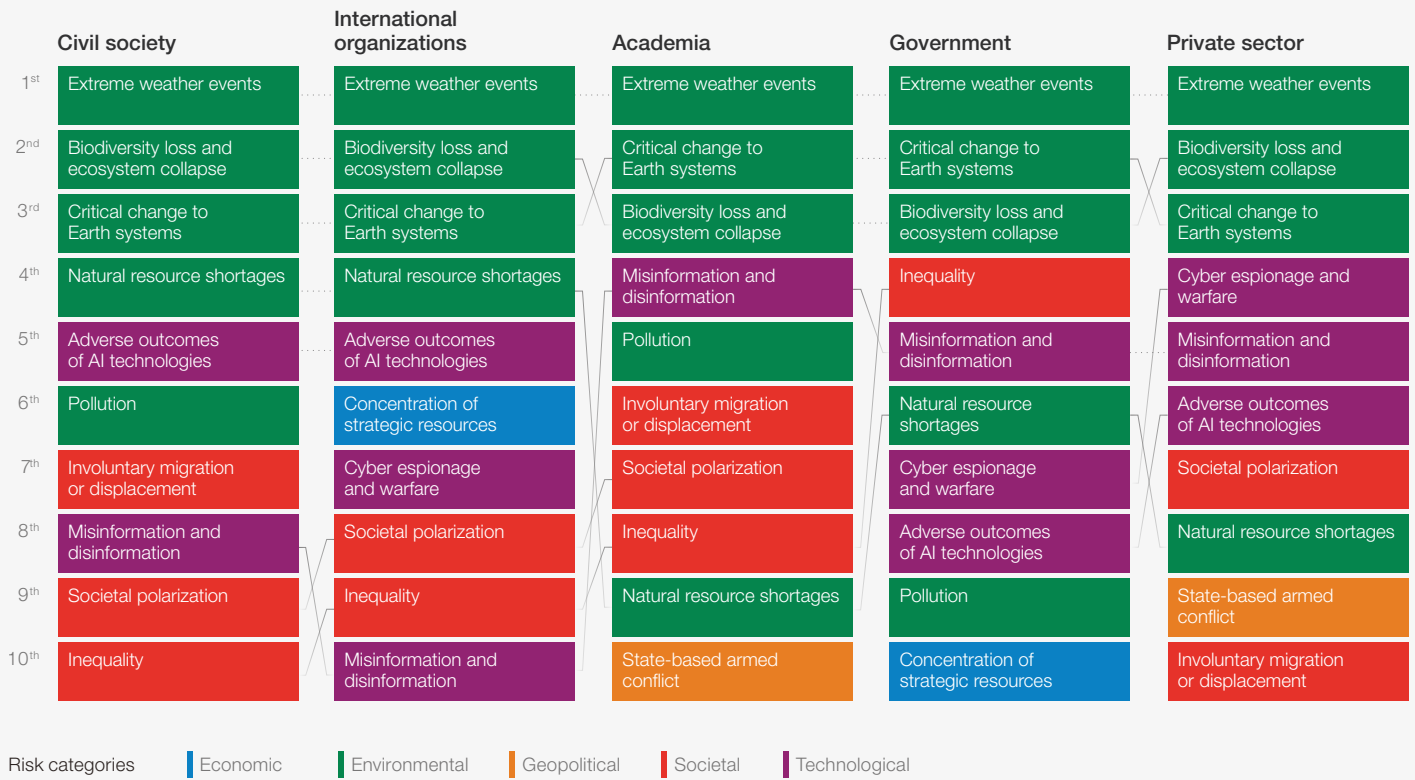 Civil society
International
organizations
Academia
Government
Private sector
1st
Extreme weather events
Extreme weather events
Extreme weather events
Extreme weather events
Extreme weather events
2nd
Biodiversity loss and
ecosystem collapse
Biodiversity loss and
ecosystem collapse
Critical change to
Earth systems
Critical change to
Earth systems
Biodiversity loss and
ecosystem collapse
3rd
Critical change to
Earth systems
Critical change to
Earth systems
Biodiversity loss and
ecosystem collapse
Biodiversity loss and
ecosystem collapse
Critical change to
Earth systems
4th
Natural resource shortages
Natural resource shortages
Misinformation and
disinformation
Inequality
Cyber espionage and
warfare
5th
Adverse outcomes
of AI technologies
Adverse outcomes
of AI technologies
Pollution
Misinformation and
disinformation
Misinformation and
disinformation
6th
Pollution
Concentration of
strategic resources
Involuntary migration
or displacement
Natural resource
shortages
Adverse outcomes
of AI technologies
7th
Involuntary migration
or displacement
Cyber espionage
and warfare
Societal polarization
Cyber espionage
and warfare
Societal polarization
8th
Misinformation and
disinformation
Societal polarization
Inequality
Adverse outcomes
of AI technologies
Natural resource shortages
9th
Societal polarization
Inequality
Natural resource shortages
Pollution
State-based armed
conflict
10th
Inequality
Misinformation and
disinformation
State-based armed
conflict
Concentration of
strategic resources
Involuntary migration
or displacement
Risk categories
Economic
Environmental
Geopolitical
Societal
Technological